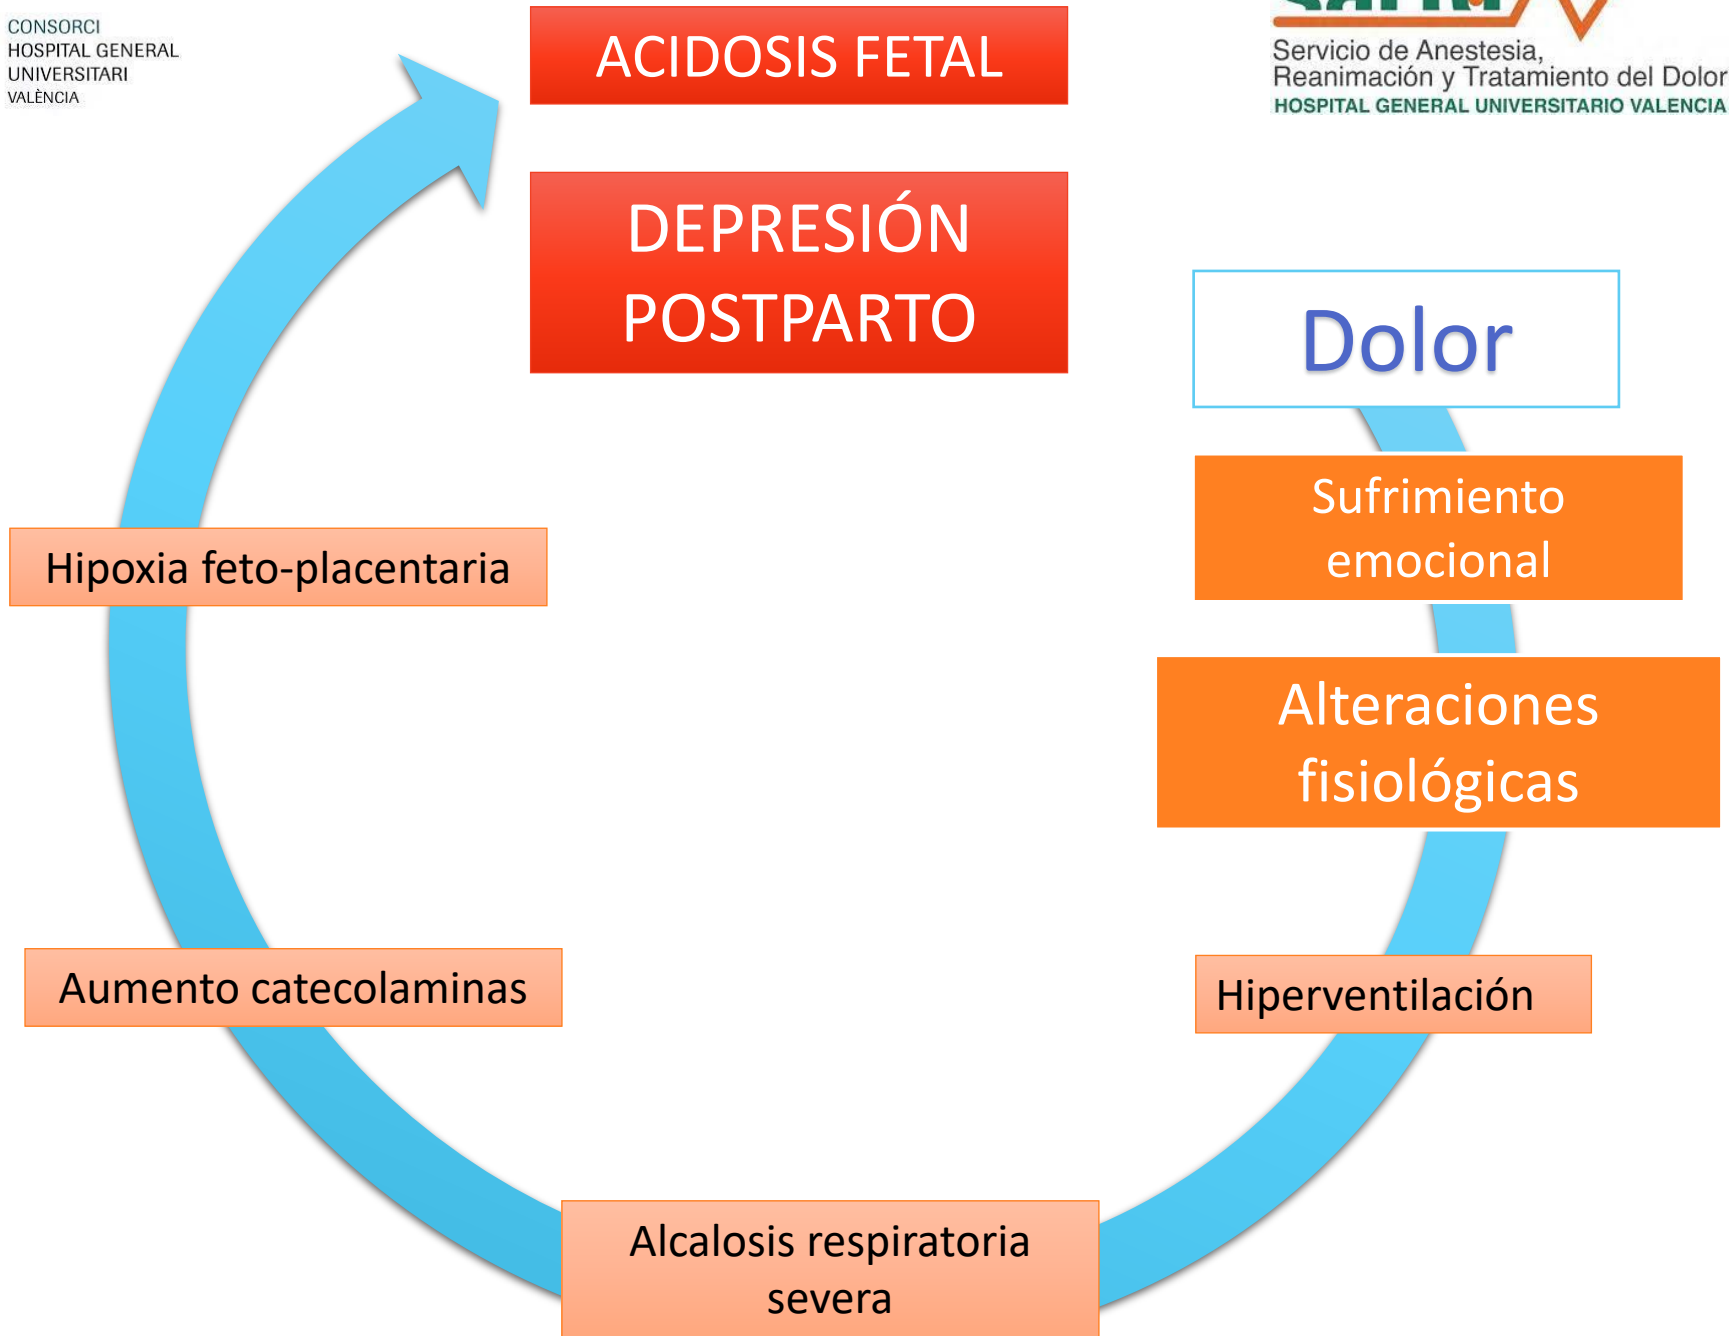 CONSORCI
HOSPITAL GENERAL
UNIVERSITARI
VALÈNCIA
Servicio de Anestesia,
Reanimación y Tratamiento del Dolor
HOSPITAL GENERAL UNIVERSITARIO VALENCIA
ACIDOSIS FETAL
DEPRESIÓN
POSTPARTO
Dolor
Sufrimiento
emocional
Alteraciones
fisiológicas
Hiperventilación
Alcalosis respiratoria
severa
Aumento catecolaminas
Hipoxia feto-placentaria